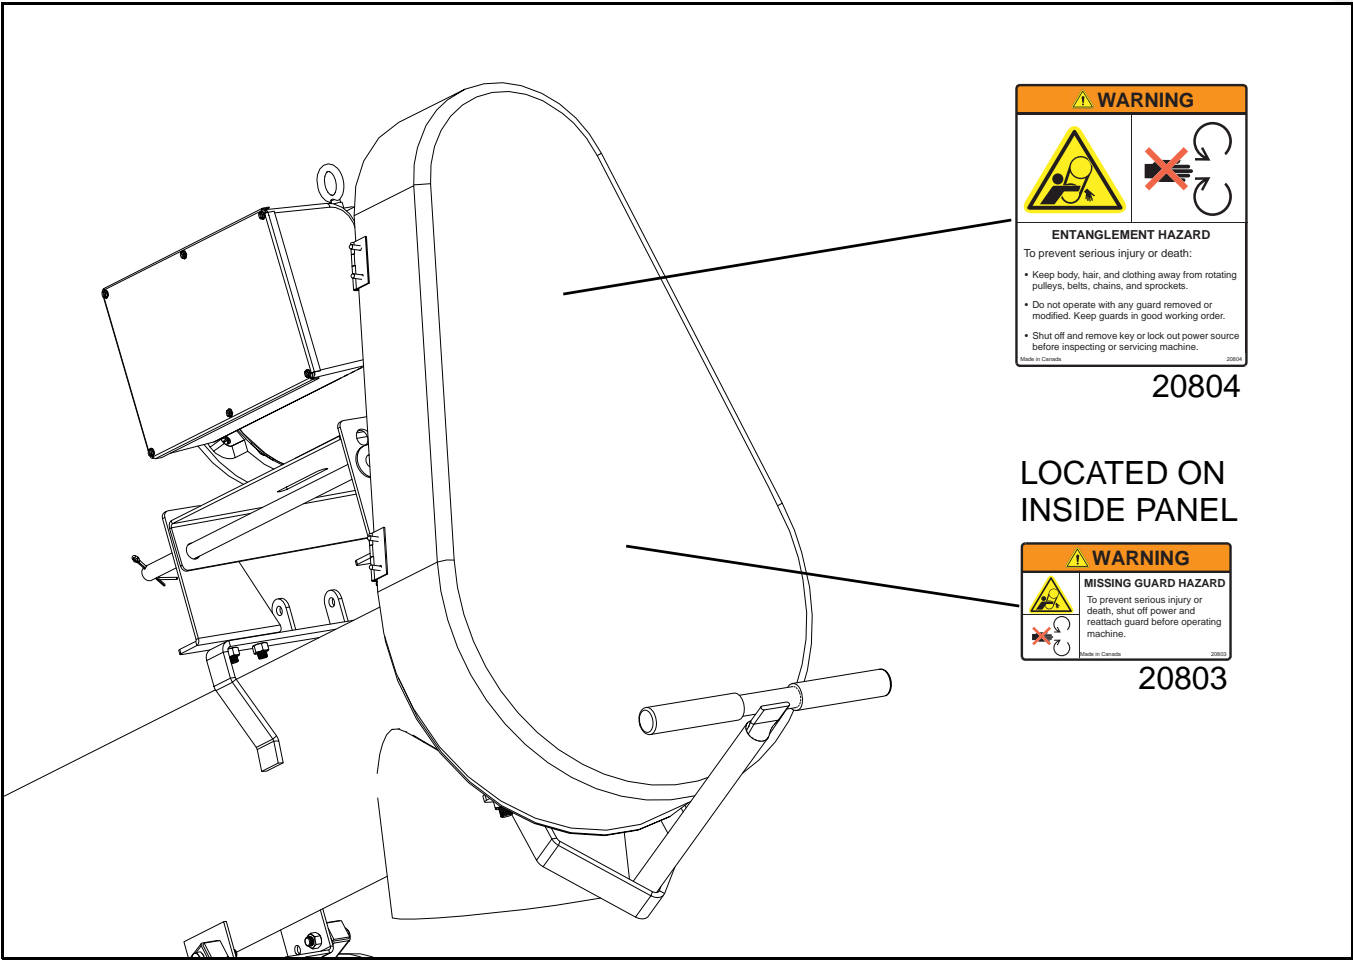 WARNING
ENTANGLEMENT HAZARD
To prevent serious injury or death:
• Keep body, hair, and clothing away from rotating
pulleys, belts, chains, and sprockets.
• Do not operate with any guard removed or
modified. Keep guards in good working order.
• Shut off and remove key or lock out power source
before inspecting or servicing machine.
Made in Canada 20804
20804
LOCATED ON
INSIDE PANEL
WARNING
MISSING GUARD HAZARD
To prevent serious injury or
death, shut off power and
reattach guard before operating
machine.
Made in Canada 20803
20803